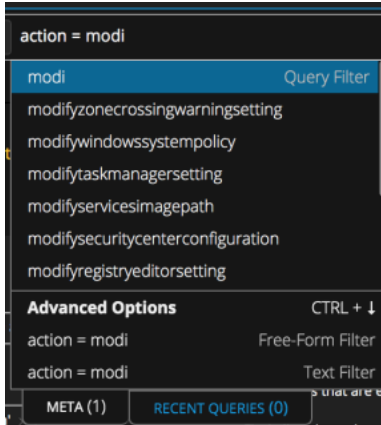 action = modi
modi Query Filter
modifyzonecrossingwarningsetting
modifywindowssystempolicy
modifytaskmanagersetting
modifyservicesimagepath
modifysecuritycenterconfiguration
modifyregistryeditorsetting
Advanced Options CTRL + ↓
action = modi Free-Form Filter
action = modi Text Filter
META (1) RECENT QUERIES (0)